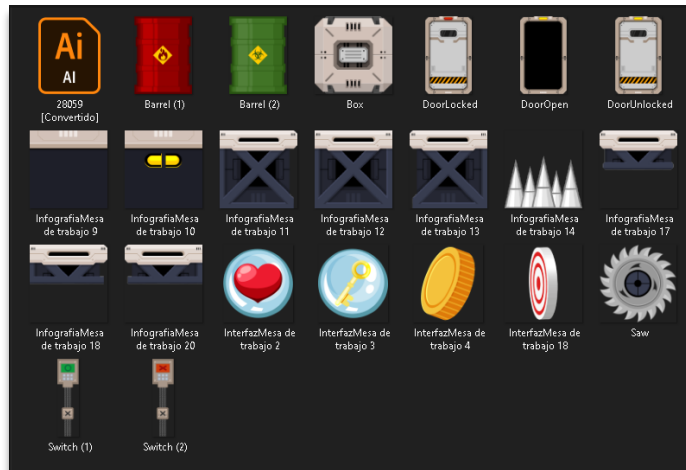 Ai
AI
28059
[Convertido]
Barrel (1)
Barrel (2)
Box
DoorLocked
DoorOpen
DoorUnlocked
InfografiaMesa
de trabajo 9
InfografiaMesa
de trabajo 10
InfografiaMesa
de trabajo 11
InfografiaMesa
de trabajo 12
InfografiaMesa
de trabajo 13
InfografiaMesa
de trabajo 14
InfografiaMesa
de trabajo 17
InfografiaMesa
de trabajo 18
InfografiaMesa
de trabajo 20
InterfazMesa de
trabajo 2
InterfazMesa de
trabajo 3
InterfazMesa de
trabajo 4
InterfazMesa de
trabajo 18
Saw
Switch (1)
Switch (2)